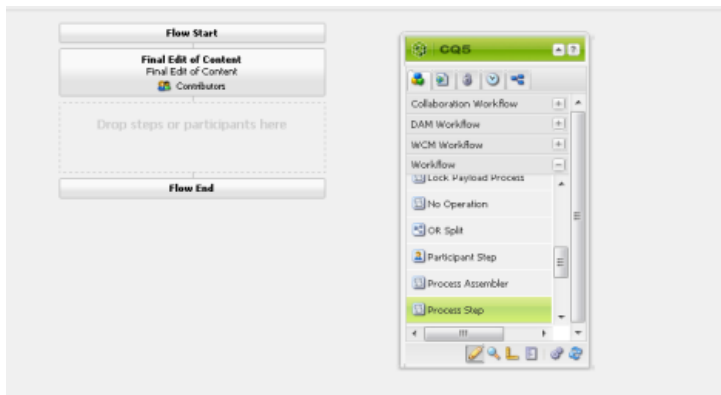 Flow Start
Final Edit of Content
Final Edit of Content
Contributors
Drop steps or participants here
Flow End
CQ5
Collaboration Workflow
DAM Workflow
WCM Workflow
Workflow
Lock Payload Process
No Operation
OR Split
Participant Step
Process Assembler
Process Step